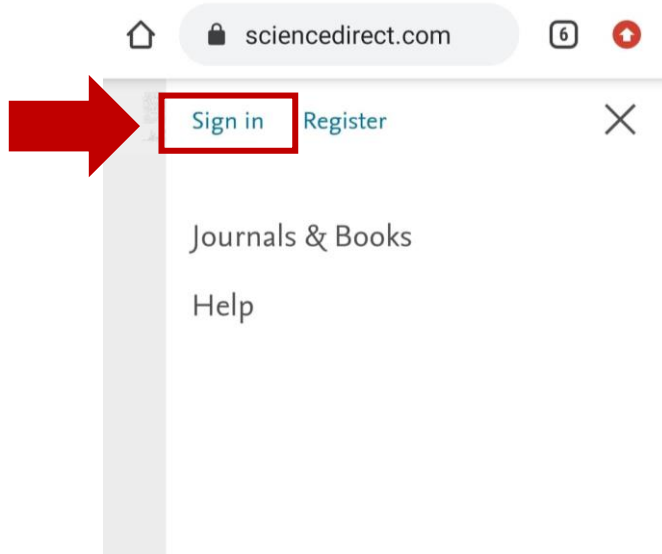 sciencedirect.com 6
Sign in Register
Journals & Books
Help